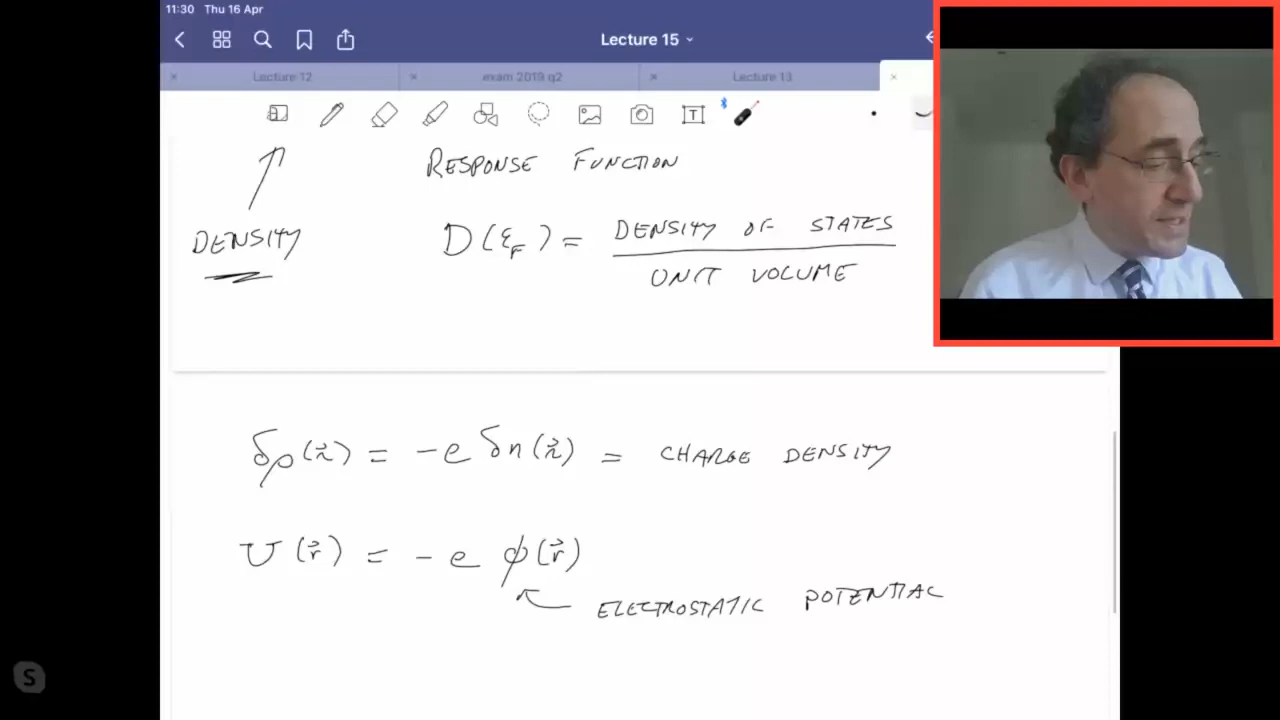 11:30 Thu 16 Apr
Lecture 15
Lecture 12
exam 2019 q2
Lecture 13
T
RESPONSE FUNCTION
DENSITY
D(ε_F) = DENSITY OF STATES / UNIT VOLUME
δρ(r⃗) = -e δn(r⃗) = CHARGE DENSITY
U(r⃗) = -e φ(r⃗)
ELECTROSTATIC POTENTIAL
S